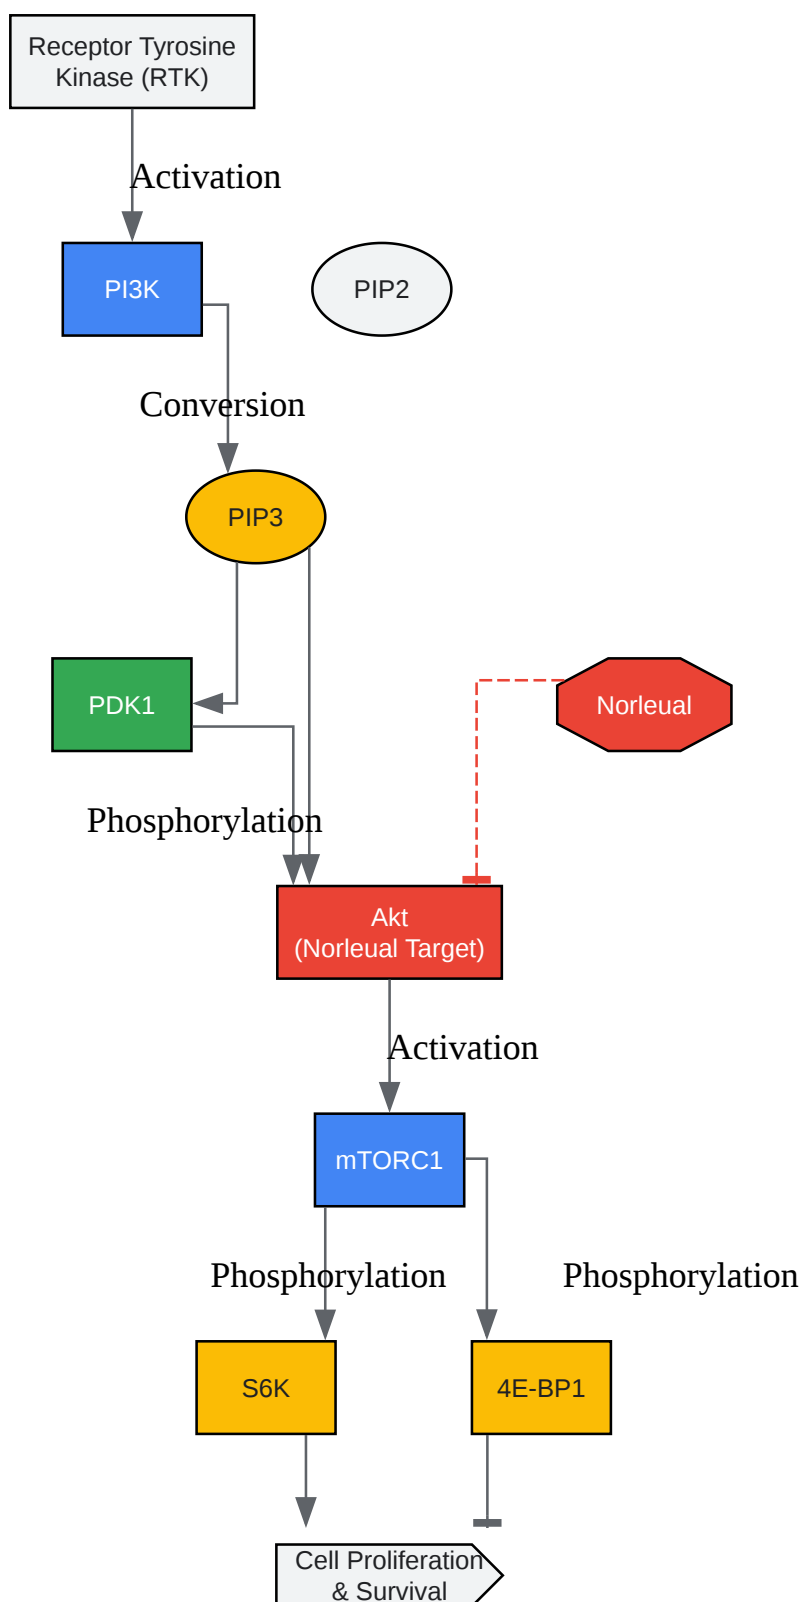 Receptor Tyrosine
Kinase (RTK)
Activation
PI3K
PIP2
Conversion
PIP3
PDK1
Norleual
Phosphorylation
Akt
(Norleual Target)
Activation
mTORC1
Phosphorylation
Phosphorylation
S6K
4E-BP1
Cell Proliferation
& Survival